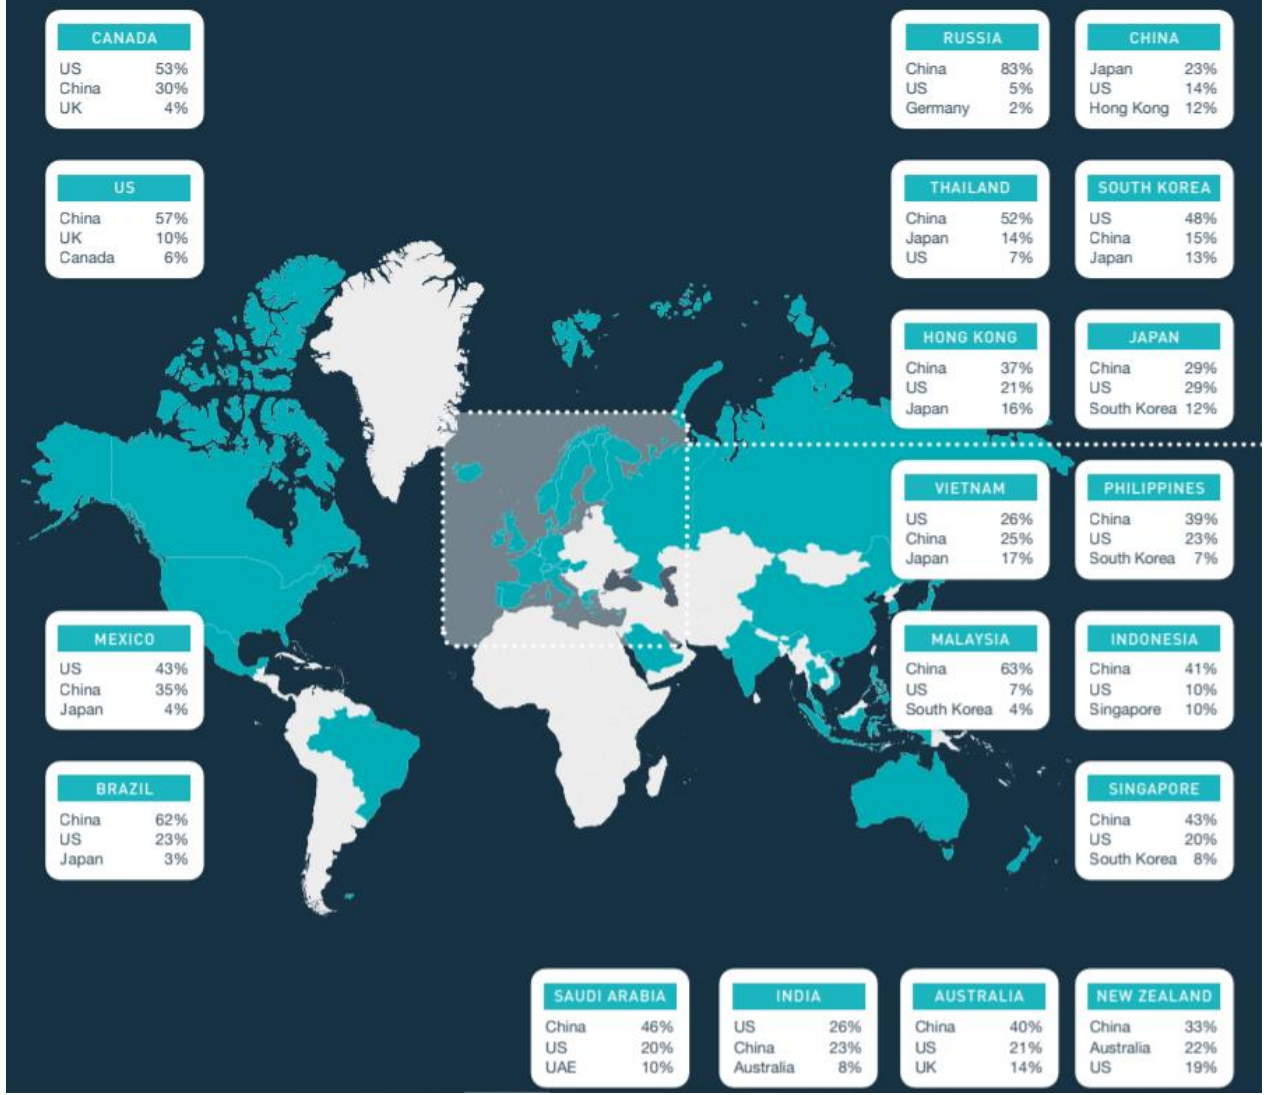 CANADA
US 53%
China 30%
UK 4%
US
China 57%
UK 10%
Canada 6%
MEXICO
US 43%
China 35%
Japan 4%
BRAZIL
China 62%
US 23%
Japan 3%
RUSSIA
China 83%
US 5%
Germany 2%
CHINA
Japan 23%
US 14%
Hong Kong 12%
THAILAND
China 52%
Japan 14%
US 7%
SOUTH KOREA
US 48%
China 15%
Japan 13%
HONG KONG
China 37%
US 21%
Japan 16%
JAPAN
China 29%
US 29%
South Korea 12%
VIETNAM
US 26%
China 25%
Japan 17%
PHILIPPINES
China 39%
US 23%
South Korea 7%
MALAYSIA
China 63%
US 7%
South Korea 4%
INDONESIA
China 41%
US 10%
Singapore 10%
SINGAPORE
China 43%
US 20%
South Korea 8%
SAUDI ARABIA
China 46%
US 20%
UAE 10%
INDIA
US 26%
China 23%
Australia 8%
AUSTRALIA
China 40%
US 21%
UK 14%
NEW ZEALAND
China 33%
Australia 22%
US 19%